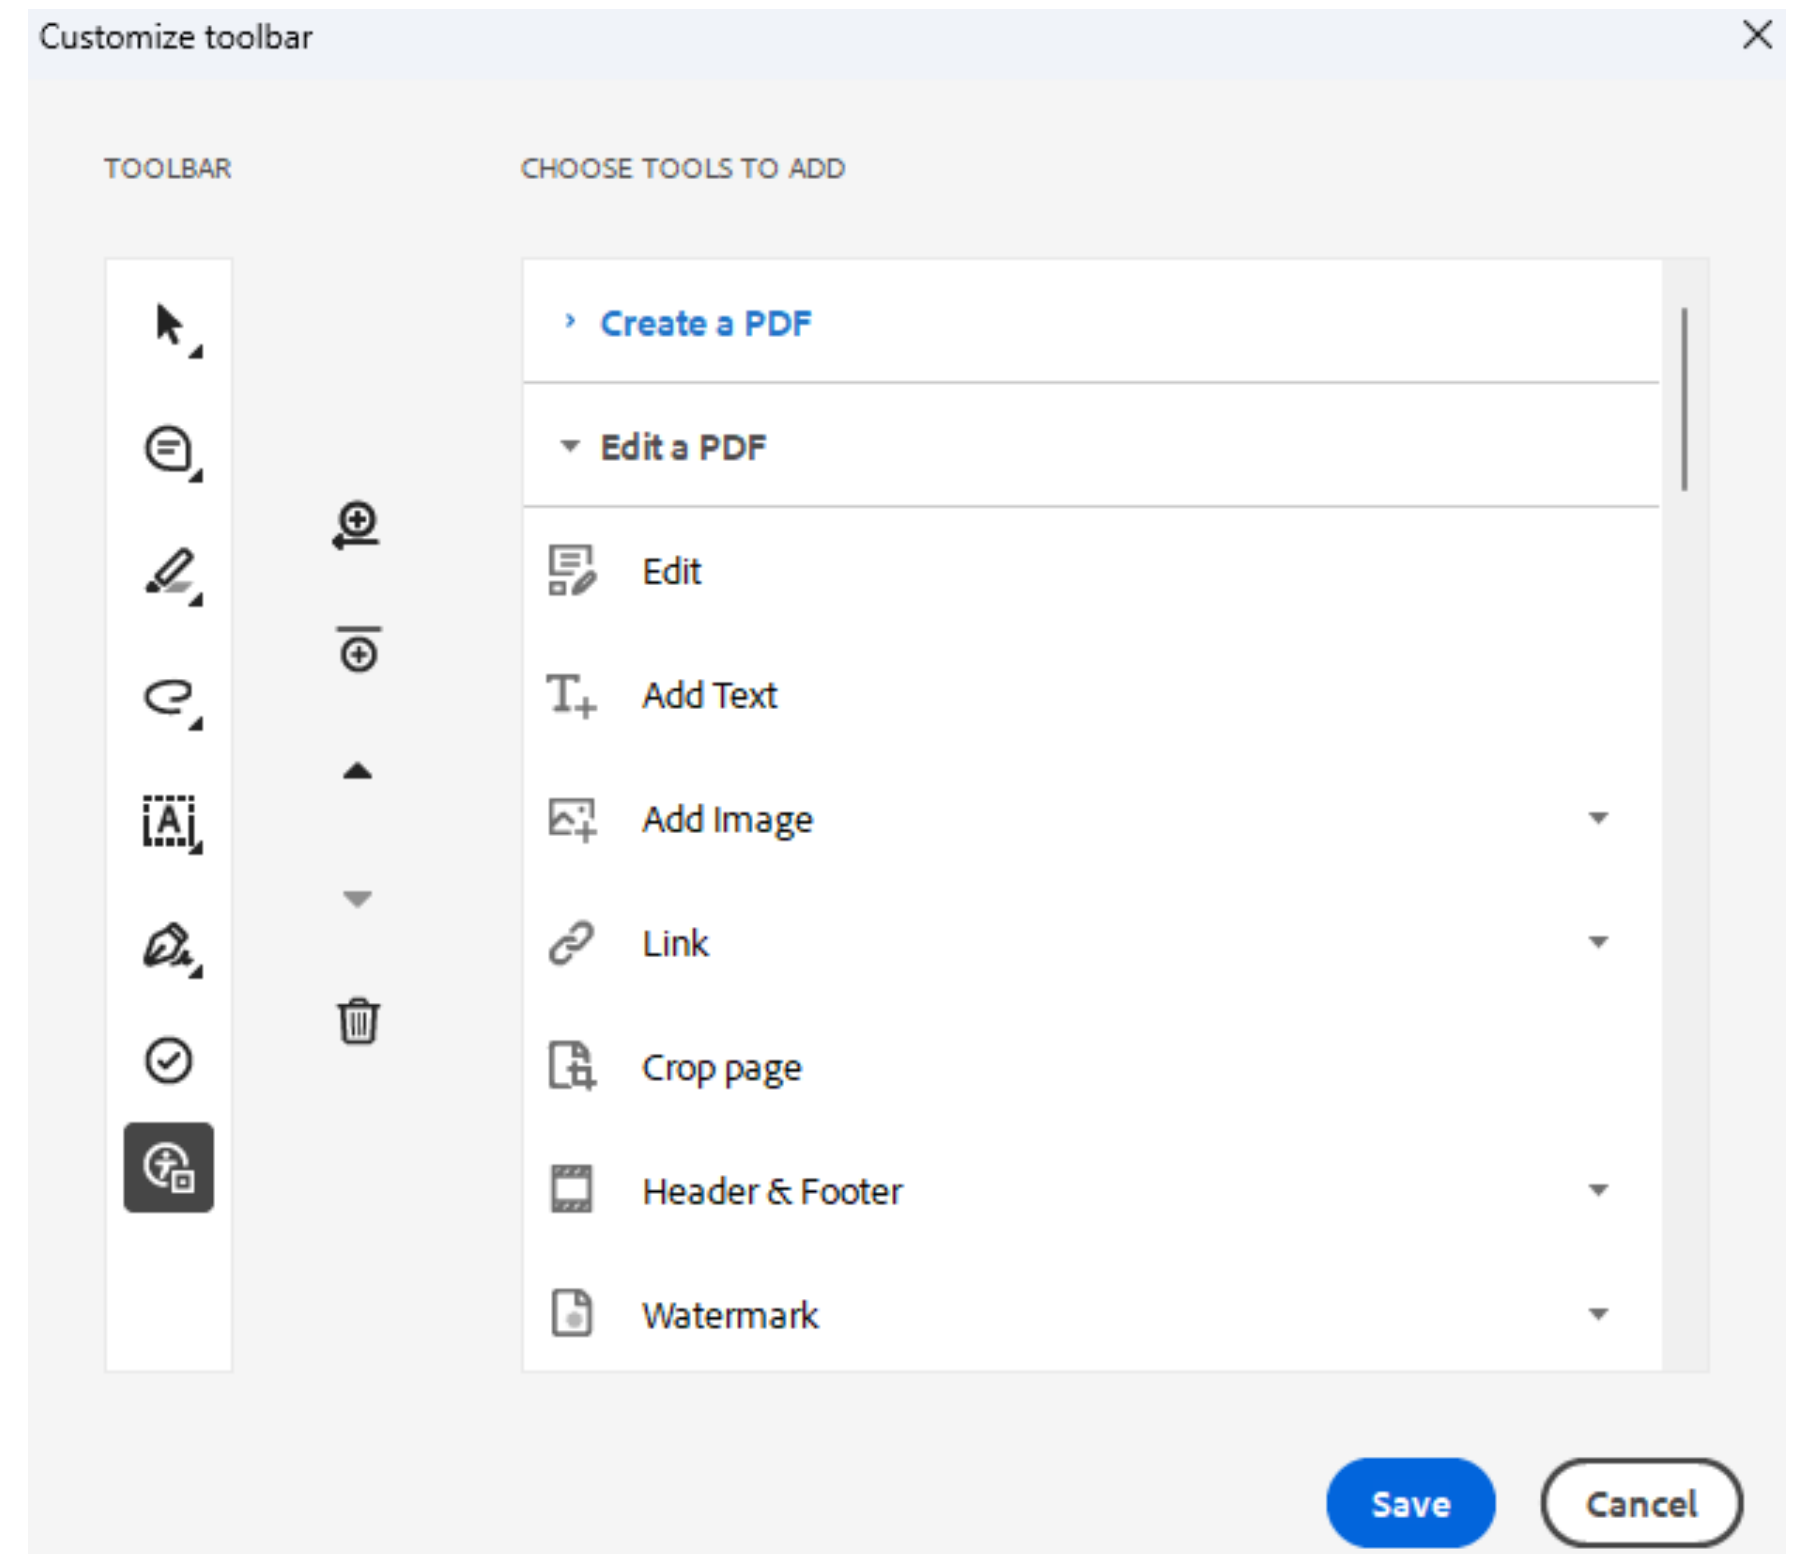 Customize toolbar
TOOLBAR
CHOOSE TOOLS TO ADD
Create a PDF
Edit a PDF
Edit
Add Text
Add Image
Link
Crop page
Header & Footer
Watermark
Save
Cancel